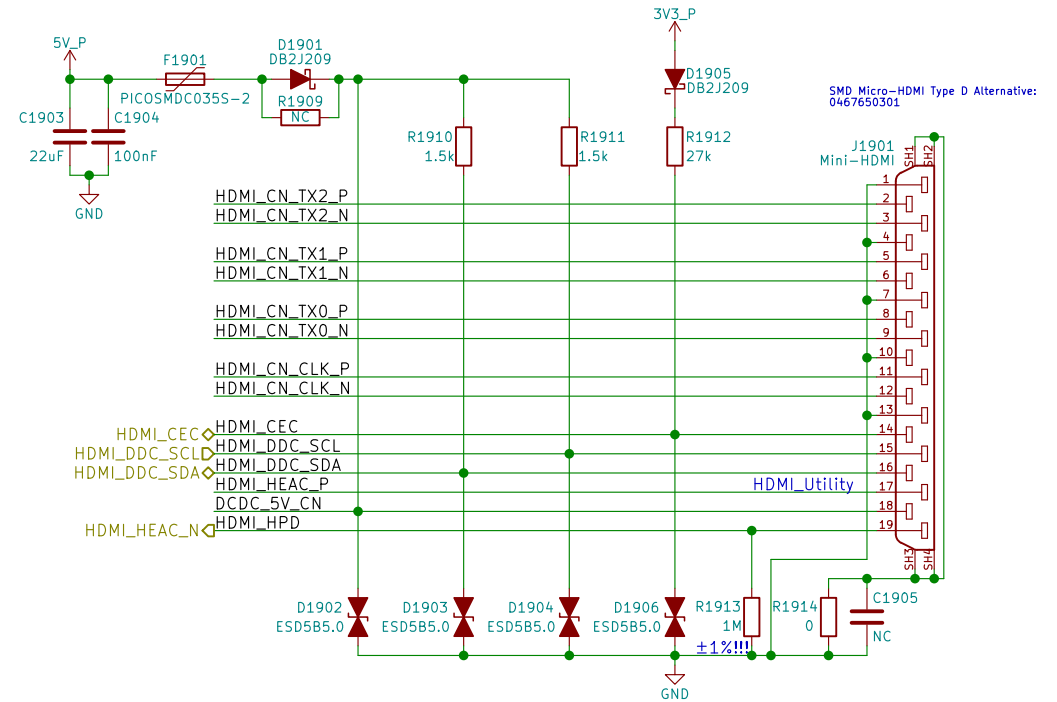 3V3_P
5V_P
D1901
DB2J209
F1901
PICOSMDC035S-2
R1909
NC
D1905
DB2J209
SMD Micro-HDMI Type D Alternative:
0467650301
C1903
22uF
C1904
100nF
GND
R1910
1.5k
R1911
1.5k
R1912
27k
J1901
Mini-HDMI
SH1
SH2
1
HDMI_CN_TX2_P
2
HDMI_CN_TX2_N
3
4
HDMI_CN_TX1_P
5
HDMI_CN_TX1_N
6
7
HDMI_CN_TX0_P
8
HDMI_CN_TX0_N
9
10
HDMI_CN_CLK_P
11
HDMI_CN_CLK_N
12
13
HDMI_CEC
HDMI_CEC
14
HDMI_DDC_SCL
HDMI_DDC_SCL
15
HDMI_DDC_SDA
HDMI_DDC_SDA
16
HDMI_HEAC_P
HDMI_Utility
17
DCDC_5V_CN
18
HDMI_HEAC_N
HDMI_HPD
19
SH3
SH4
D1902
ESD5B5.0
D1903
ESD5B5.0
D1904
ESD5B5.0
D1906
ESD5B5.0
R1913
1M
±1%!!!
R1914
0
C1905
NC
GND